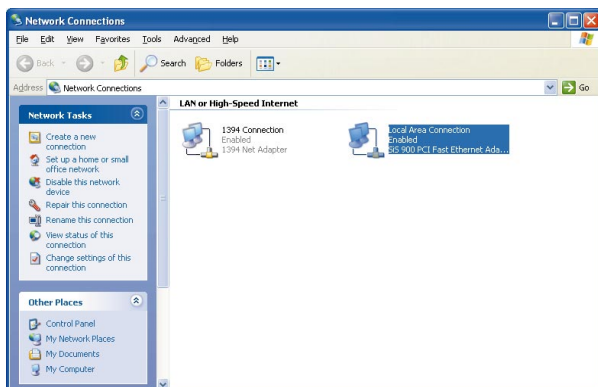 Network Connections
File Edit View Favorites Tools Advanced Help
Back Search Folders
Address Network Connections Go
Network Tasks
Create a new
connection
Set up a home or small
office network
Disable this network
device
Repair this connection
Rename this connection
View status of this
connection
Change settings of this
connection
Other Places
Control Panel
My Network Places
My Documents
My Computer
LAN or High-Speed Internet
1394 Connection
Enabled
1394 Net Adapter
Local Area Connection
Enabled
SiS 900 PCI Fast Ethernet Ada...